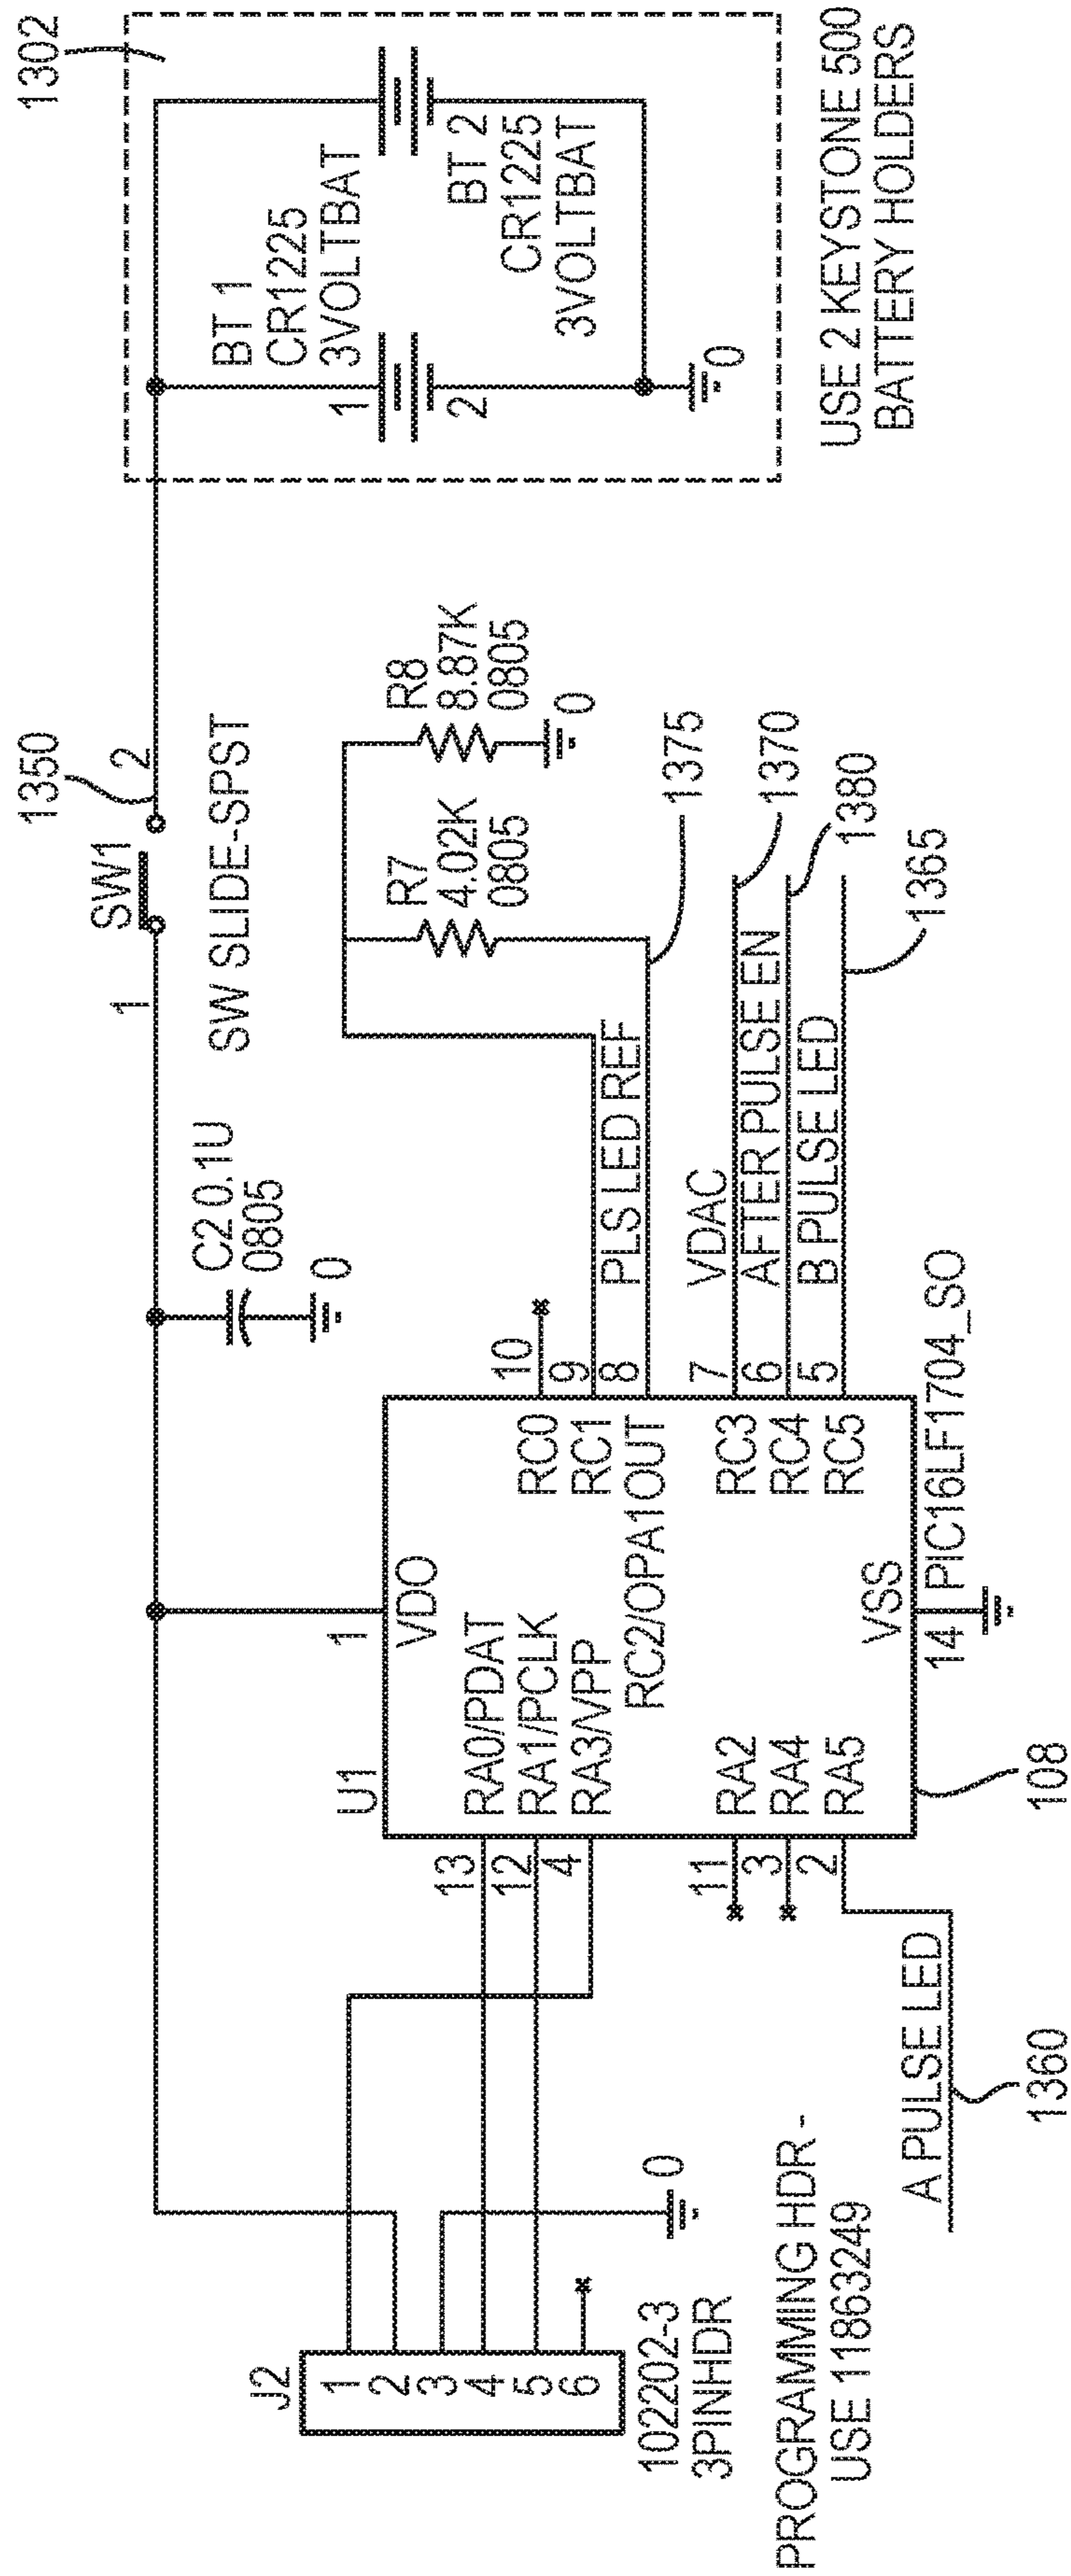 1302
BT 1
CR1225
3VOLTBAT
1
2
BT 2
CR1225
3VOLTBAT
0
USE 2 KEYSTONE 500
BATTERY HOLDERS
1350
SW1
1
2
SW SLIDE-SPST
C2 0.1U
0805
0
R7
4.02K
0805
R8
8.87K
0805
0
U1
1
VDO
RA0/PDAT
RA1/PCLK
RA3/VPP
RC2/OPA1OUT
RA2
RA4
RA5
RC0
RC1
RC3
RC4
RC5
VSS
14
PIC16LF1704_SO
108
13
12
4
11
3
2
10
9
8
7
6
5
PLS LED REF
VDAC
AFTER PULSE EN
B PULSE LED
1375
1370
1380
1365
A PULSE LED
1360
J2
1
2
3
4
5
6
0
102202-3
3PINHDR
PROGRAMMING HDR -
USE 11863249